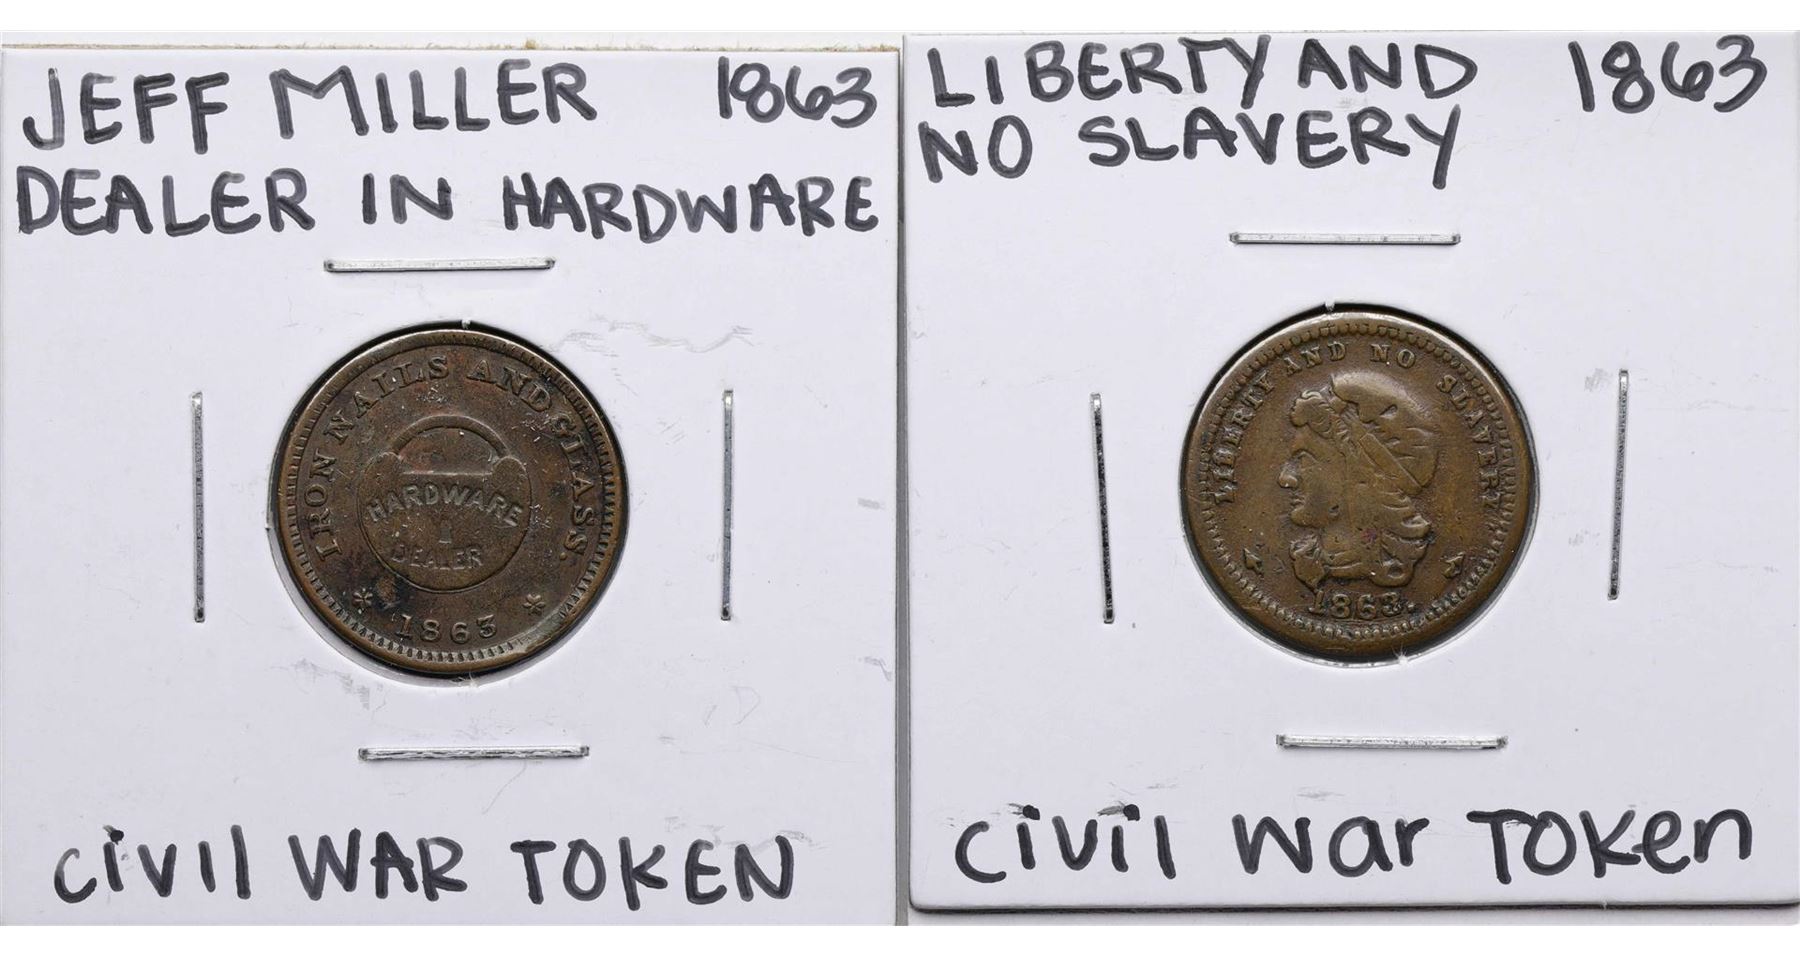 JEFF MILLER 1863
DEALER IN HARDWARE
IRON NAILS AND GLASS.
HARDWARE
DEALER
* 1863 *
CIVIL WAR TOKEN
LIBERTY AND 1863
NO SLAVERY
LIBERTY AND NO SLAVERY
1863.
CIVIL WAR TOKEN